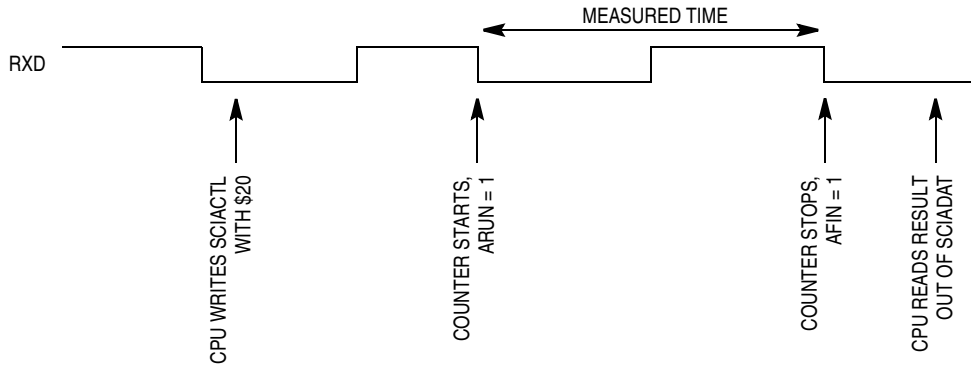 MEASURED TIME
RXD
CPU WRITES SCIACTL
WITH $20
COUNTER STARTS,
ARUN = 1
COUNTER STOPS,
AFIN = 1
CPU READS RESULT
OUT OF SCIADAT